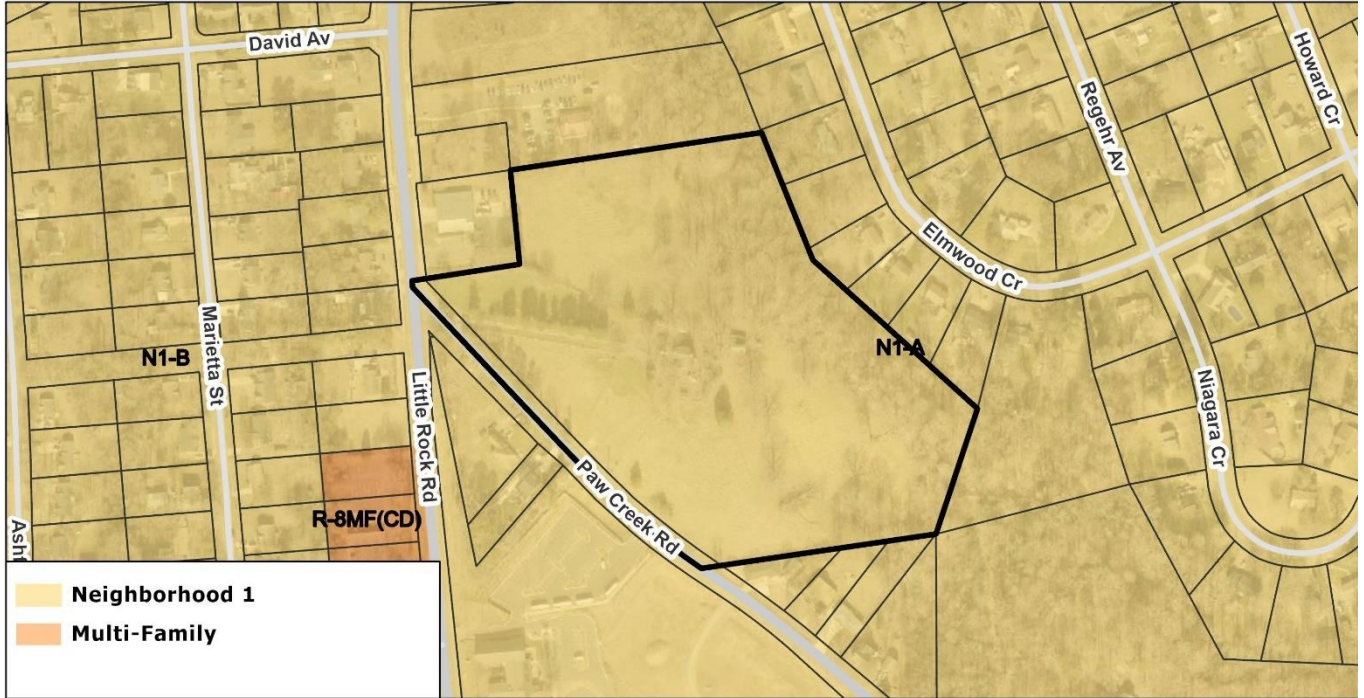 David Av
Howard Cr
Regehr Av
Elmwood Cr
N1-A
Marietta St
N1-B
Little Rock Rd
Niagara Cr
Paw Creek Rd
R-8MF(CD)
Neighborhood 1
Multi-Family